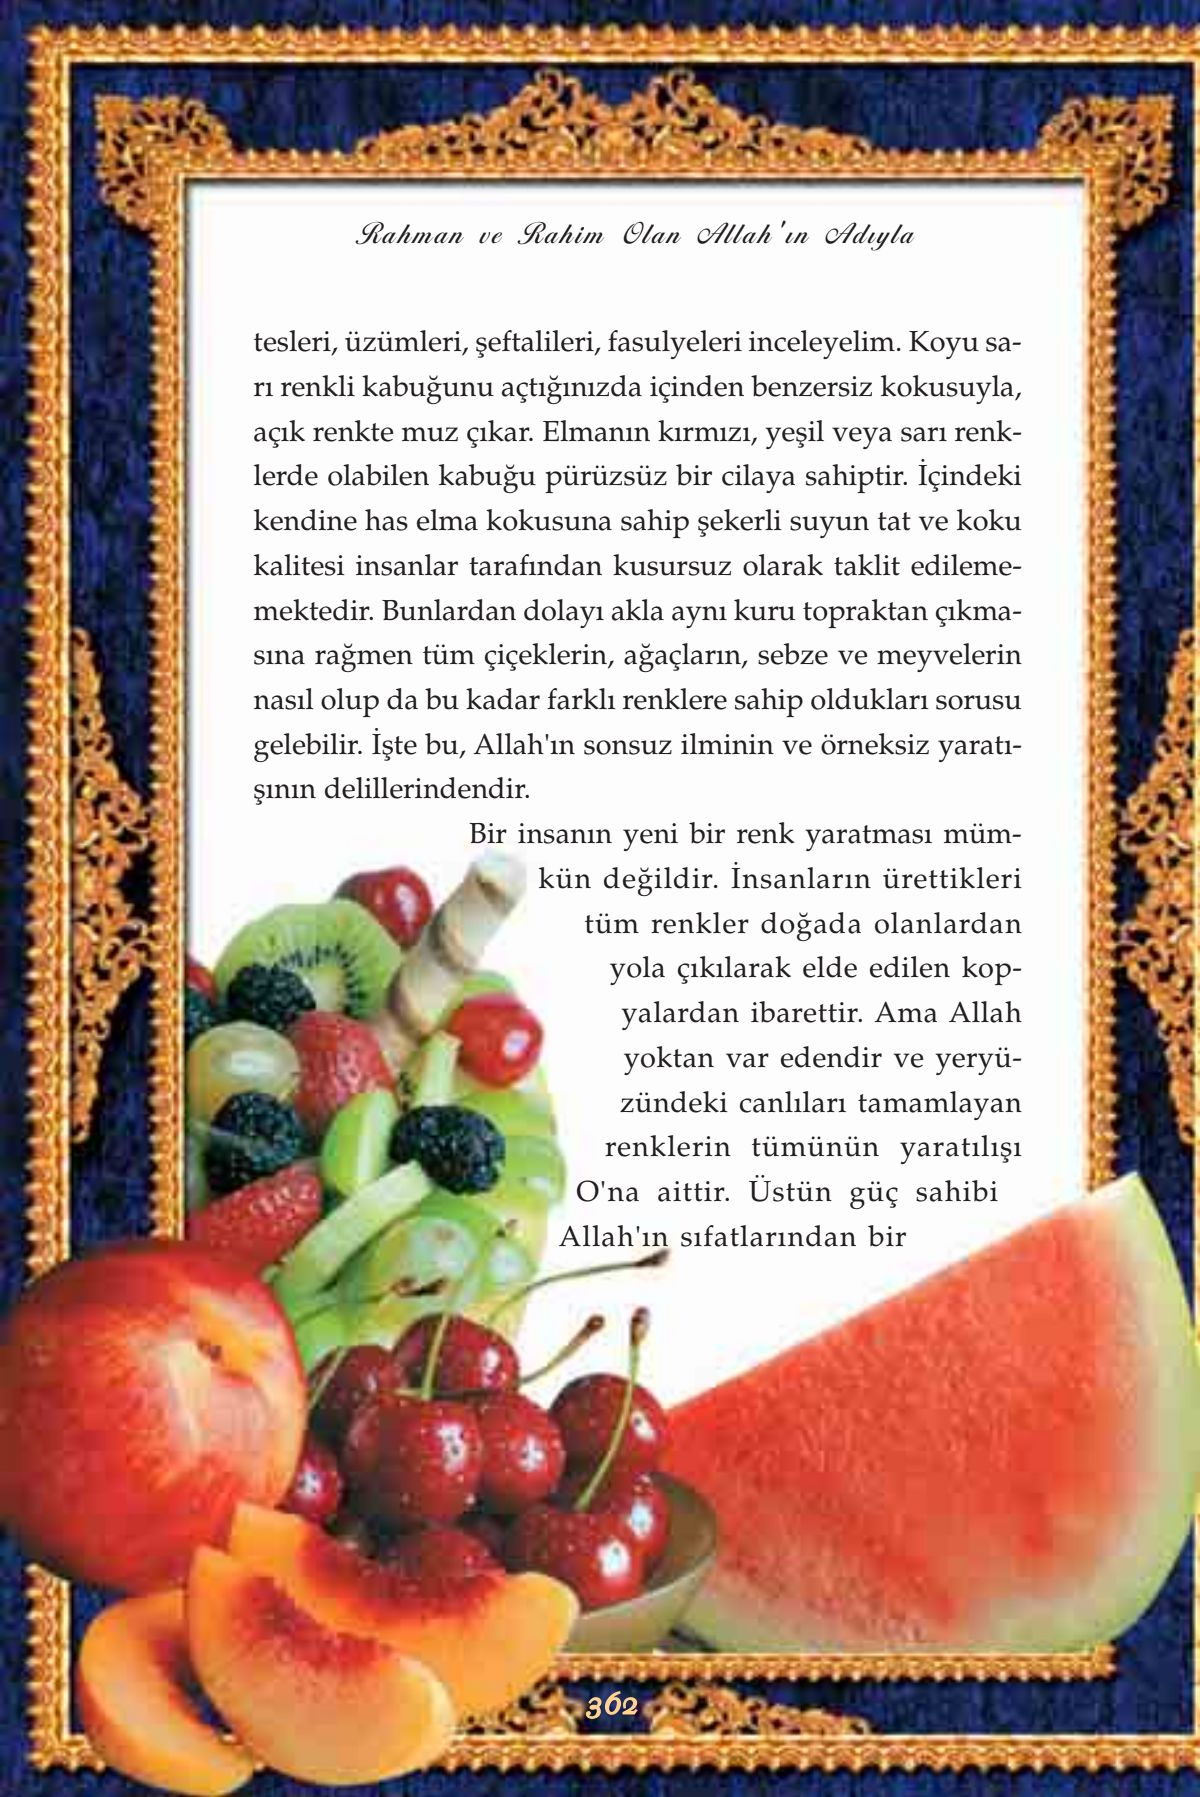 Rahman ve Rahim Olan Allah'ın Adıyla
tesleri, üzümleri, şeftalileri, fasulyeleri inceleyelim. Koyu sa-
rı renkli kabuğunu açtığınızda içinden benzersiz kokusuyla,
açık renkte muz çıkar. Elmanın kırmızı, yeşil veya sarı renk-
lerde olabilen kabuğu pürüzsüz bir cilaya sahiptir. İçindeki
kendine has elma kokusuna sahip şekerli suyun tat ve koku
kalitesi insanlar tarafından kusursuz olarak taklit edileme-
mektedir. Bunlardan dolayı akla aynı kuru topraktan çıkma-
sına rağmen tüm çiçeklerin, ağaçların, sebze ve meyvelerin
nasıl olup da bu kadar farklı renklere sahip oldukları sorusu
gelebilir. İşte bu, Allah'ın sonsuz ilminin ve örneksiz yaratı-
şının delillerindendir.
Bir insanın yeni bir renk yaratması müm-
kün değildir. İnsanların ürettikleri
tüm renkler doğada olanlardan
yola çıkılarak elde edilen kop-
yalardan ibarettir. Ama Allah
yoktan var edendir ve yeryü-
zündeki canlıları tamamlayan
renklerin tümünün yaratılışı
O'na aittir. Üstün güç sahibi
Allah'ın sıfatlarından bir
362